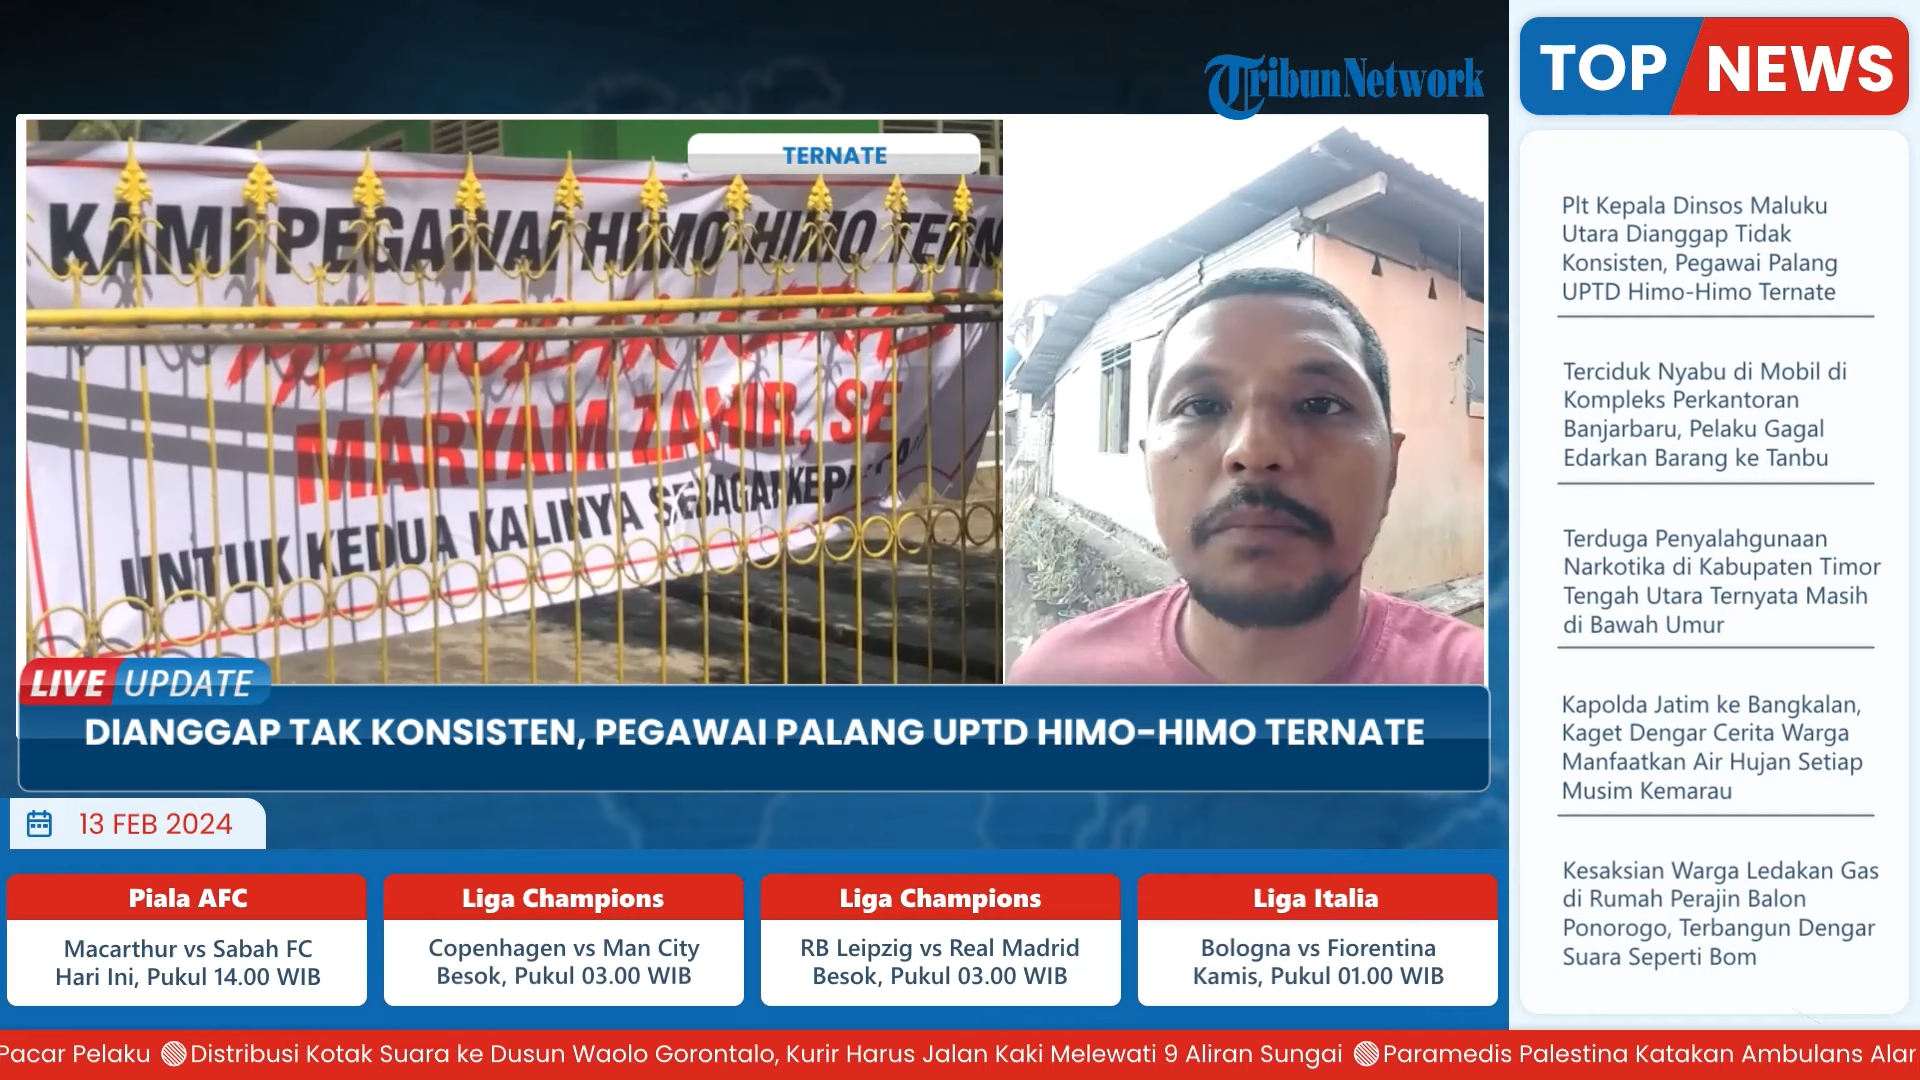 TribunNetwork
TERNATE
KAMI PEGAWAI HIMO-HIMO TERN
MENOLAK KERAS
MARYAM ZAHIR, SE
UNTUK KEDUA KALINYA SEBAGAI KEPALA
LIVE UPDATE
DIANGGAP TAK KONSISTEN, PEGAWAI PALANG UPTD HIMO-HIMO TERNATE
13 FEB 2024
Piala AFC
Macarthur vs Sabah FC
Hari Ini, Pukul 14.00 WIB
Liga Champions
Copenhagen vs Man City
Besok, Pukul 03.00 WIB
Liga Champions
RB Leipzig vs Real Madrid
Besok, Pukul 03.00 WIB
Liga Italia
Bologna vs Fiorentina
Kamis, Pukul 01.00 WIB
TOP NEWS
Plt Kepala Dinsos Maluku
Utara Dianggap Tidak
Konsisten, Pegawai Palang
UPTD Himo-Himo Ternate
Terciduk Nyabu di Mobil di
Kompleks Perkantoran
Banjarbaru, Pelaku Gagal
Edarkan Barang ke Tanbu
Terduga Penyalahgunaan
Narkotika di Kabupaten Timor
Tengah Utara Ternyata Masih
di Bawah Umur
Kapolda Jatim ke Bangkalan,
Kaget Dengar Cerita Warga
Manfaatkan Air Hujan Setiap
Musim Kemarau
Kesaksian Warga Ledakan Gas
di Rumah Perajin Balon
Ponorogo, Terbangun Dengar
Suara Seperti Bom
Pacar Pelaku Distribusi Kotak Suara ke Dusun Waolo Gorontalo, Kurir Harus Jalan Kaki Melewati 9 Aliran Sungai Paramedis Palestina Katakan Ambulans Alar